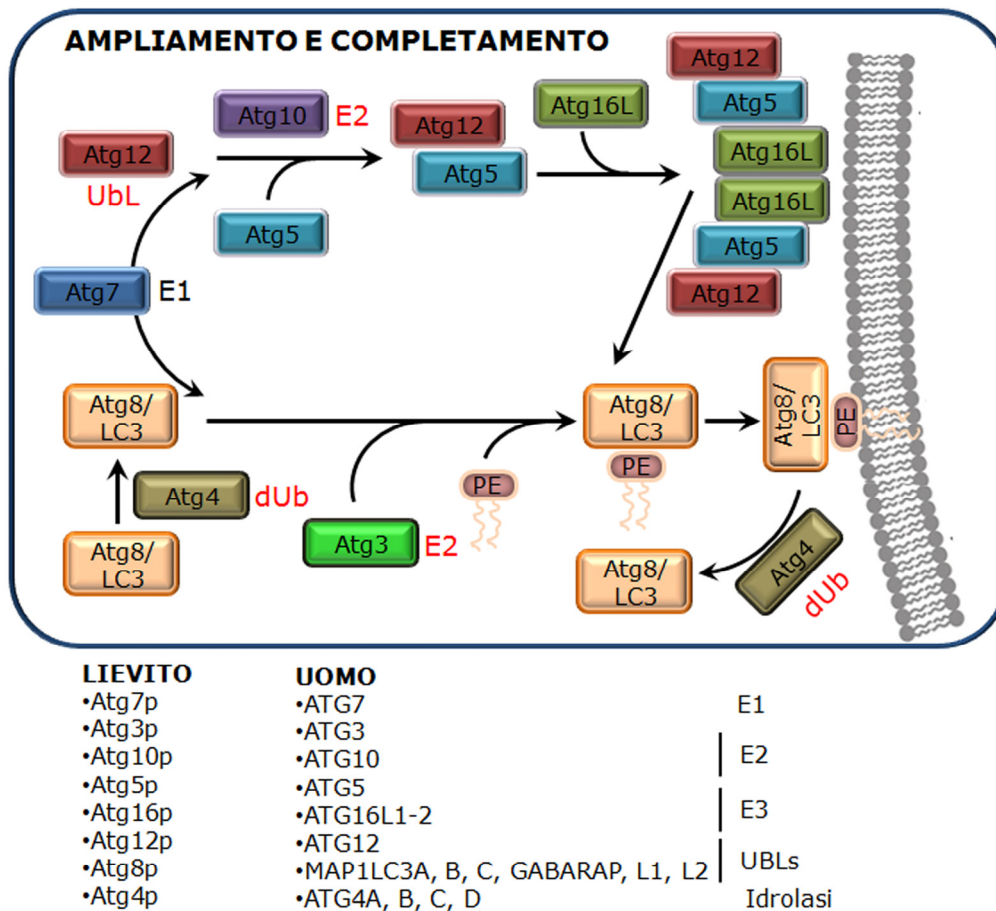 AMPLIAMENTO E COMPLETAMENTO
Atg12
UbL
Atg10 E2
Atg5
Atg12
Atg5
Atg16L
Atg12
Atg5
Atg16L
Atg16L
Atg5
Atg12
Atg7 E1
Atg8/
LC3
Atg4 dUb
Atg8/
LC3
Atg3 E2
PE
Atg8/
LC3
PE
Atg8/
LC3
PE
Atg4
dUb
Atg8/
LC3
LIEVITO UOMO
•Atg7p •ATG7 E1
•Atg3p •ATG3
•Atg10p •ATG10 E2
•Atg5p •ATG5
•Atg16p •ATG16L1-2 E3
•Atg12p •ATG12
•Atg8p •MAP1LC3A, B, C, GABARAP, L1, L2 UBLs
•Atg4p •ATG4A, B, C, D Idrolasi